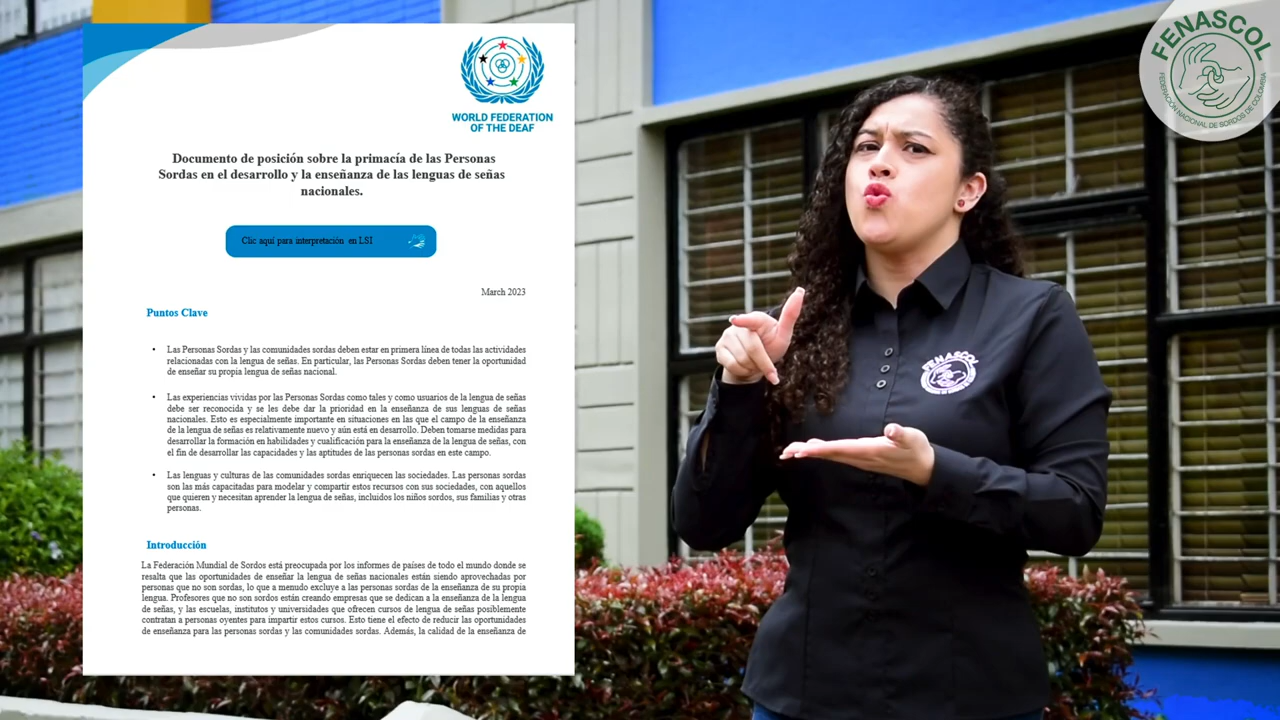 WORLD FEDERATION
OF THE DEAF
Documento de posición sobre la primacía de las Personas
Sordas en el desarrollo y la enseñanza de las lenguas de señas
nacionales.
Clic aquí para interpretación en LSI
March 2023
Puntos Clave
• Las Personas Sordas y las comunidades sordas deben estar en primera línea de todas las actividades
relacionadas con la lengua de señas. En particular, las Personas Sordas deben tener la oportunidad
de enseñar su propia lengua de señas nacional.
• Las experiencias vividas por las Personas Sordas como tales y como usuarios de la lengua de señas
debe ser reconocida y se les debe dar la prioridad en la enseñanza de sus lenguas de señas
nacionales. Esto es especialmente importante en situaciones en las que el campo de la enseñanza
de la lengua de señas es relativamente nuevo y aún está en desarrollo. Deben tomarse medidas para
desarrollar la formación en habilidades y cualificación para la enseñanza de la lengua de señas, con
el fin de desarrollar las capacidades y las aptitudes de las personas sordas en este campo.
• Las lenguas y culturas de las comunidades sordas enriquecen las sociedades. Las personas sordas
son las más capacitadas para modelar y compartir estos recursos con sus sociedades, con aquellos
que quieren y necesitan aprender la lengua de señas, incluidos los niños sordos, sus familias y otras
personas.
Introducción
La Federación Mundial de Sordos está preocupada por los informes de países de todo el mundo donde se
resalta que las oportunidades de enseñar la lengua de señas nacionales están siendo aprovechadas por
personas que no son sordas, lo que a menudo excluye a las personas sordas de la enseñanza de su propia
lengua. Profesores que no son sordos están creando empresas que se dedican a la enseñanza de la lengua
de señas, y las escuelas, institutos y universidades que ofrecen cursos de lengua de señas posiblemente
contratan a personas oyentes para impartir estos cursos. Esto tiene el efecto de reducir las oportunidades
de enseñanza para las personas sordas y las comunidades sordas. Además, la calidad de la enseñanza de
FENASCOL
FEDERACIÓN NACIONAL DE SORDOS DE COLOMBIA
FENASCOL